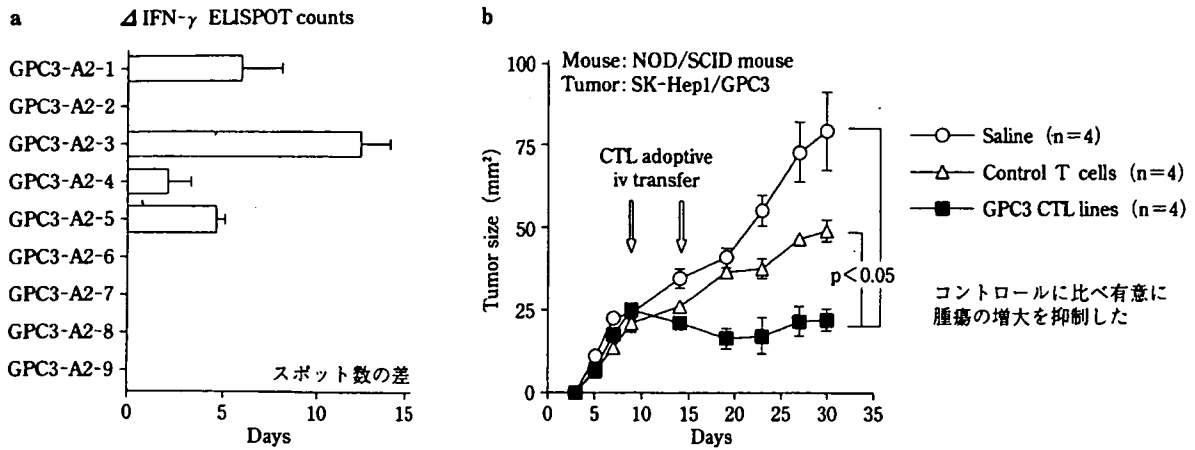 a
⊿ IFN-γ ELISPOT counts
GPC3-A2-1
GPC3-A2-2
GPC3-A2-3
GPC3-A2-4
GPC3-A2-5
GPC3-A2-6
GPC3-A2-7
GPC3-A2-8
GPC3-A2-9
スポット数の差
0 5 10 15
Days
b
Mouse: NOD/SCID mouse
Tumor: SK-Hep1/GPC3
CTL adoptive
iv transfer
Tumor size (mm²)
100
75
50
25
0
0 5 10 15 20 25 30 35
Days
p<0.05
Saline (n=4)
Control T cells (n=4)
GPC3 CTL lines (n=4)
コントロールに比べ有意に
腫瘍の増大を抑制した